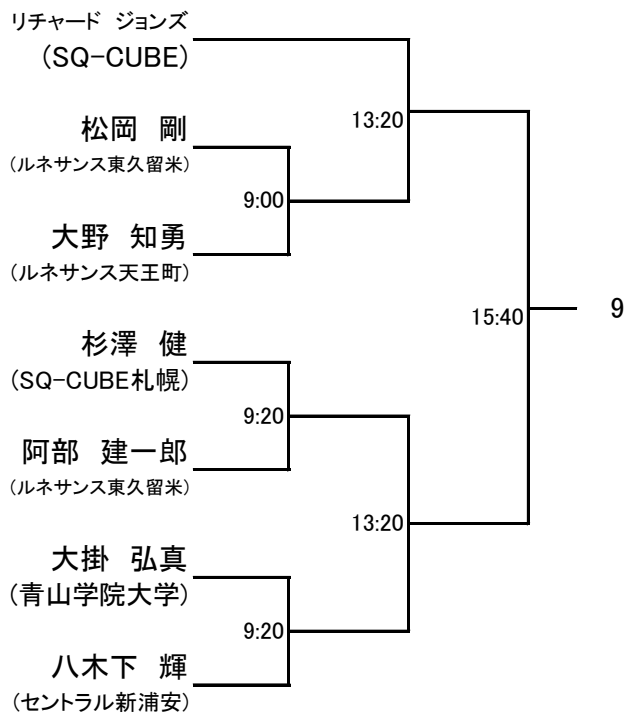 リチャード ジョンズ
(SQ-CUBE)
13:20
松岡 剛
(ルネサンス東久留米)
9:00
大野 知勇
(ルネサンス天王町)
15:40
9
杉澤 健
(SQ-CUBE札幌)
9:20
阿部 建一郎
(ルネサンス東久留米)
13:20
大掛 弘真
(青山学院大学)
9:20
八木下 輝
(セントラル新浦安)